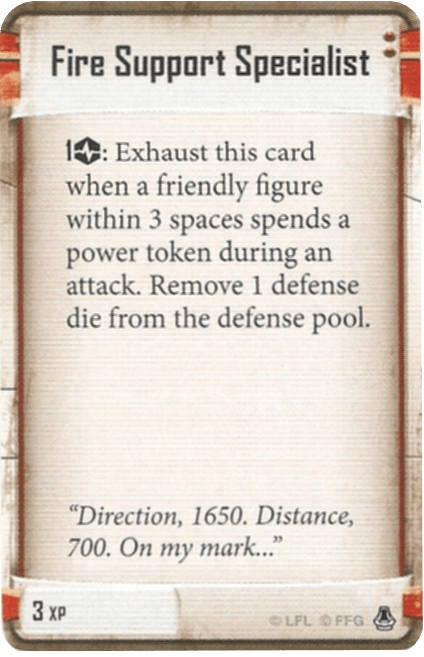 Fire Support Specialist
1: Exhaust this card
when a friendly figure
within 3 spaces spends a
power token during an
attack. Remove 1 defense
die from the defense pool.
“Direction, 1650. Distance,
700. On my mark...”
3 XP
© LFL © FFG